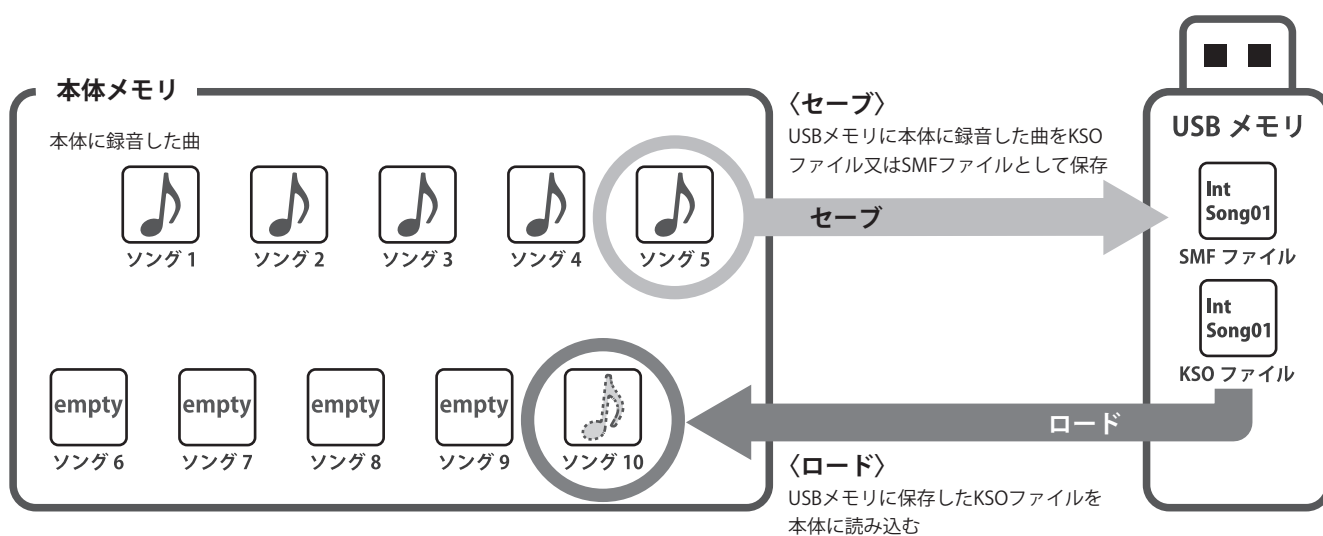 本体メモリ
本体に録音した曲
ソング 1
ソング 2
ソング 3
ソング 4
ソング 5
empty
empty
empty
empty
ソング 6
ソング 7
ソング 8
ソング 9
ソング 10
〈セーブ〉
USBメモリに本体に録音した曲をKSO
ファイル又はSMFファイルとして保存
セーブ
ロード
〈ロード〉
USBメモリに保存したKSOファイルを
本体に読み込む
USB メモリ
Int
Song01
SMF ファイル
Int
Song01
KSO ファイル